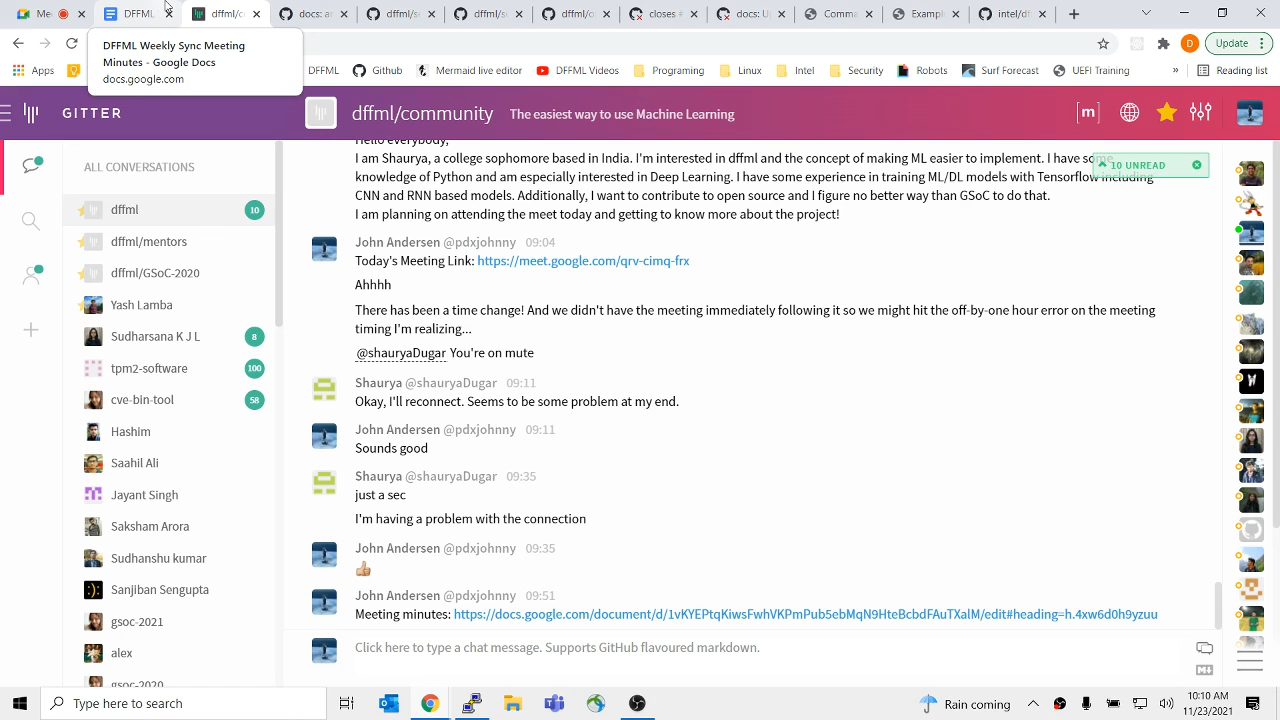 DFFML Weekly Sync Meeting
Minutes - Google Docs
docs.google.com
Update
Apps
DFFML
Github
Mermaid live editor
DFFML Videos
Programming
Linux
Intel
Security
Robots
Surf Forecast
UEFI Training
»
Reading list
GITTER
dffml/community
The easiest way to use Machine Learning
ALL CONVERSATIONS
dffml 10
dffml/mentors
dffml/GSoC-2020
Yash Lamba
Sudharsana K J L 8
tpm2-software 100
cve-bin-tool 58
Hashim
Saahil Ali
Jayant Singh
Saksham Arora
Sudhanshu kumar
Sanjiban Sengupta
gsoc-2021
alex
gsoc-2020
10 UNREAD
Hello everybody,
I am Shaurya, a college sophomore based in India. I'm interested in dffml and the concept of making ML easier to implement. I have some
knowledge of Python and am especially interested in Deep Learning. I have some experience in training ML/DL models with Tensorflow including
CNN and RNN based models. Additionally, I want to contribute to open source and I figure no better way than GSoC to do that.
I am planning on attending the meet today and getting to know more about the project!
John Andersen @pdxjohnny 09:04
Today's Meeting Link: https://meet.google.com/qrv-cimq-frx
Ahhhh
There has been a time change! And we didn't have the meeting immediately following it so we might hit the off-by-one hour error on the meeting
timing I'm realizing...
@shauryaDugar You're on mute
Shaurya @shauryaDugar 09:11
Okay, I'll reconnect. Seems to be some problem at my end.
John Andersen @pdxjohnny 09:11
Sounds good
Shaurya @shauryaDugar 09:35
just a sec
I'm having a problem with the connection
John Andersen @pdxjohnny 09:35
John Andersen @pdxjohnny 09:51
Meeting minutes: https://docs.google.com/document/d/1vKYEPtqKiwsFwhVKPmPub5ebMqN9HteBcbdFAuTXalM/edit#heading=h.4xw6d0h9yzuu
Click here to type a chat message. Supports GitHub flavoured markdown.
Type here to search
Rain coming
10:10 AM
11/23/2021